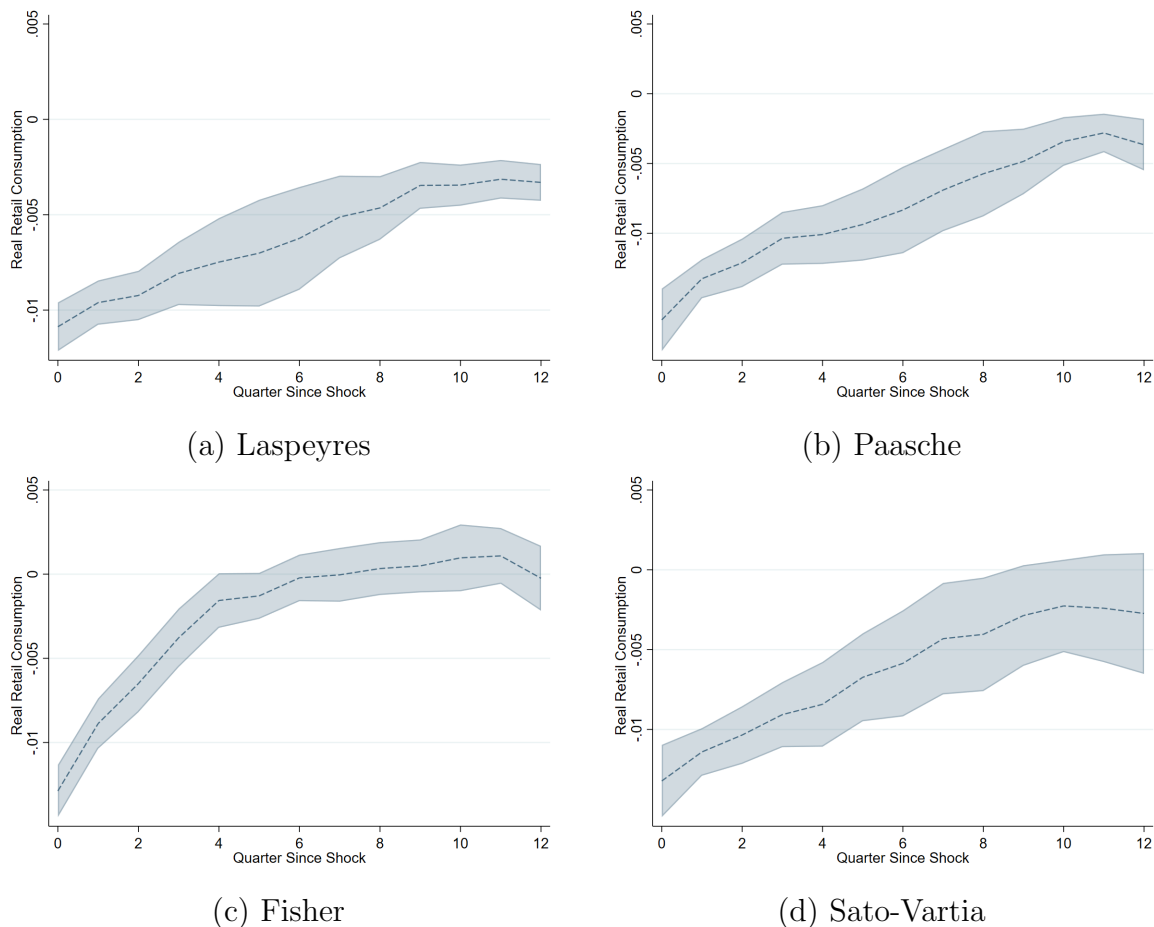 Real Retail Consumption
.005
0
-.005
-.01
0 2 4 6 8 10 12
Quarter Since Shock
(a) Laspeyres
Real Retail Consumption
.005
0
-.005
-.01
0 2 4 6 8 10 12
Quarter Since Shock
(b) Paasche
Real Retail Consumption
.005
0
-.005
-.01
0 2 4 6 8 10 12
Quarter Since Shock
(c) Fisher
Real Retail Consumption
.005
0
-.005
-.01
0 2 4 6 8 10 12
Quarter Since Shock
(d) Sato-Vartia